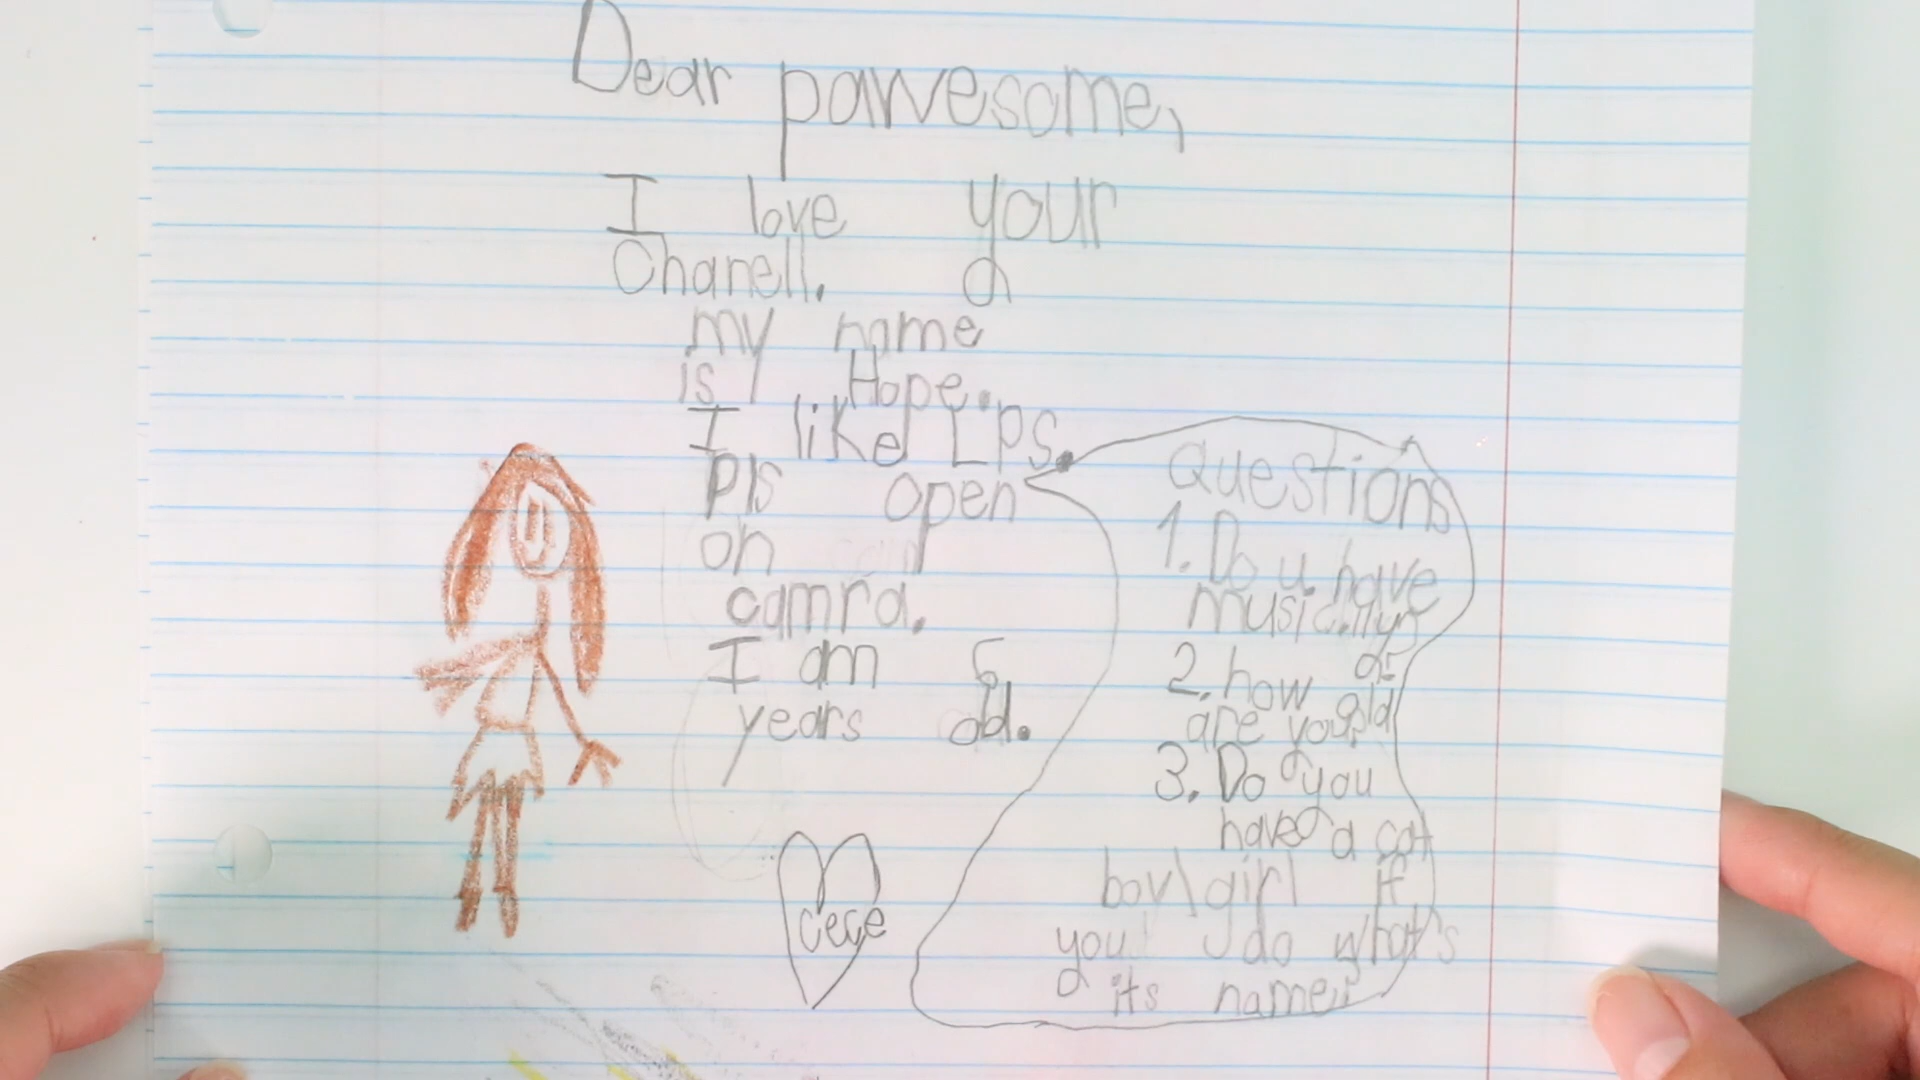 Dear pawesome,
I love your
Chanell.
my name
is Hope.
I like Lps.
pls open
on
camra.
I am 5
years old.
cece
Questions
1. Do u have
musically
2. how old
are you
3. Do you
have a cat
boy\girl if
you do what's
its name